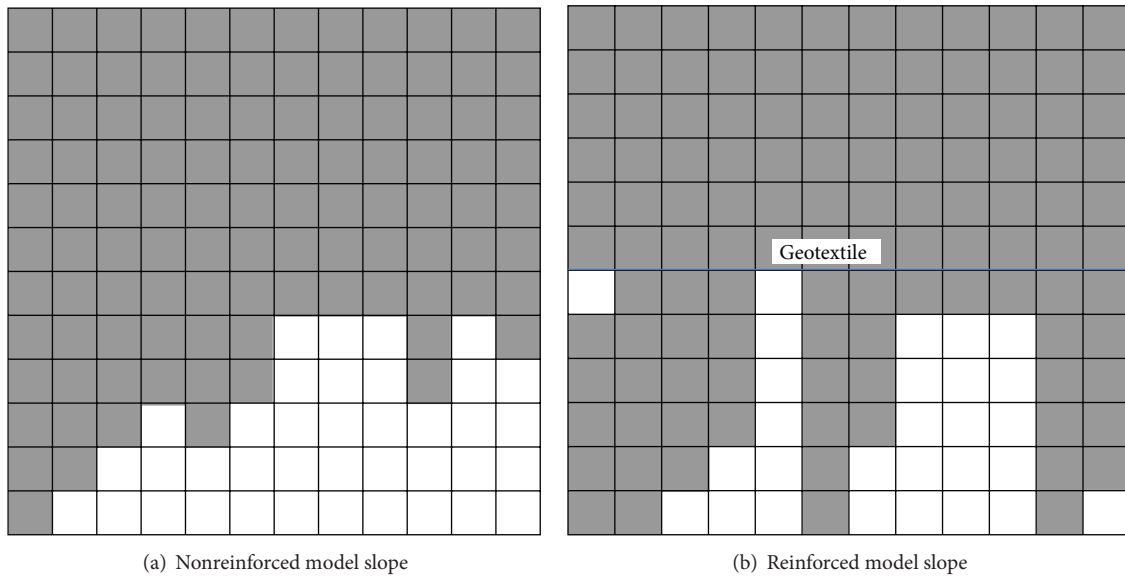 Geotextile
(a) Nonreinforced model slope
(b) Reinforced model slope